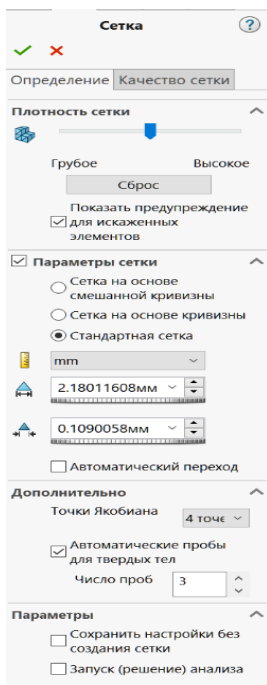 Сетка
?
Определение Качество сетки
Плотность сетки
Грубое Высокое
Сброс
Показать предупреждение
для искаженных
элементов
Параметры сетки
Сетка на основе
смешанной кривизны
Сетка на основе кривизны
Стандартная сетка
mm
2.18011608мм
0.1090058мм
Автоматический переход
Дополнительно
Точки Якобиана
4 точе
Автоматические пробы
для твердых тел
Число проб 3
Параметры
Сохранить настройки без
создания сетки
Запуск (решение) анализа